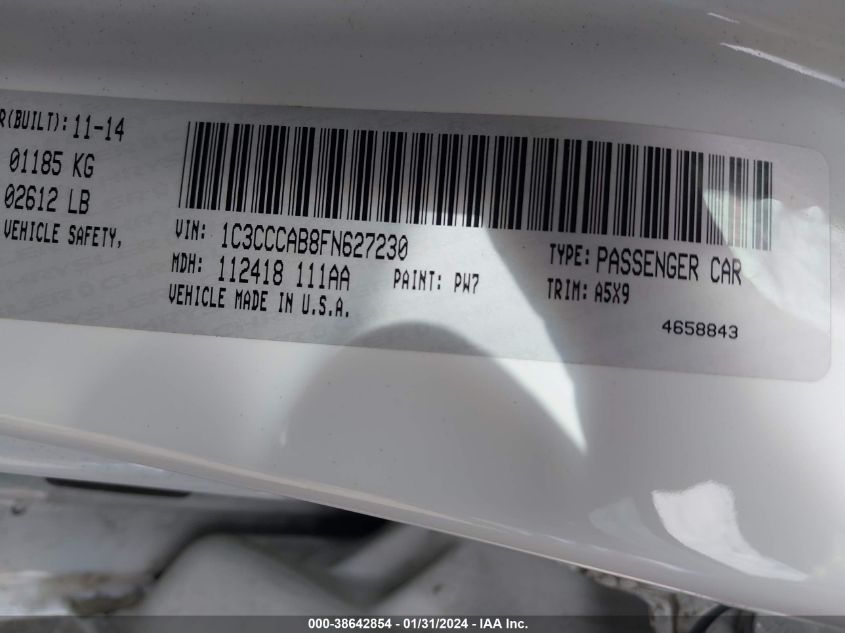 R(BUILT): 11-14
01185 KG
02612 LB
VEHICLE SAFETY,
VIN: 1C3CCCAB8FN627230
TYPE: PASSENGER CAR
MDH: 112418 111AA
PAINT: PW7
TRIM: A5X9
VEHICLE MADE IN U.S.A.
4658843
000-38642854 - 01/31/2024 - IAA Inc.